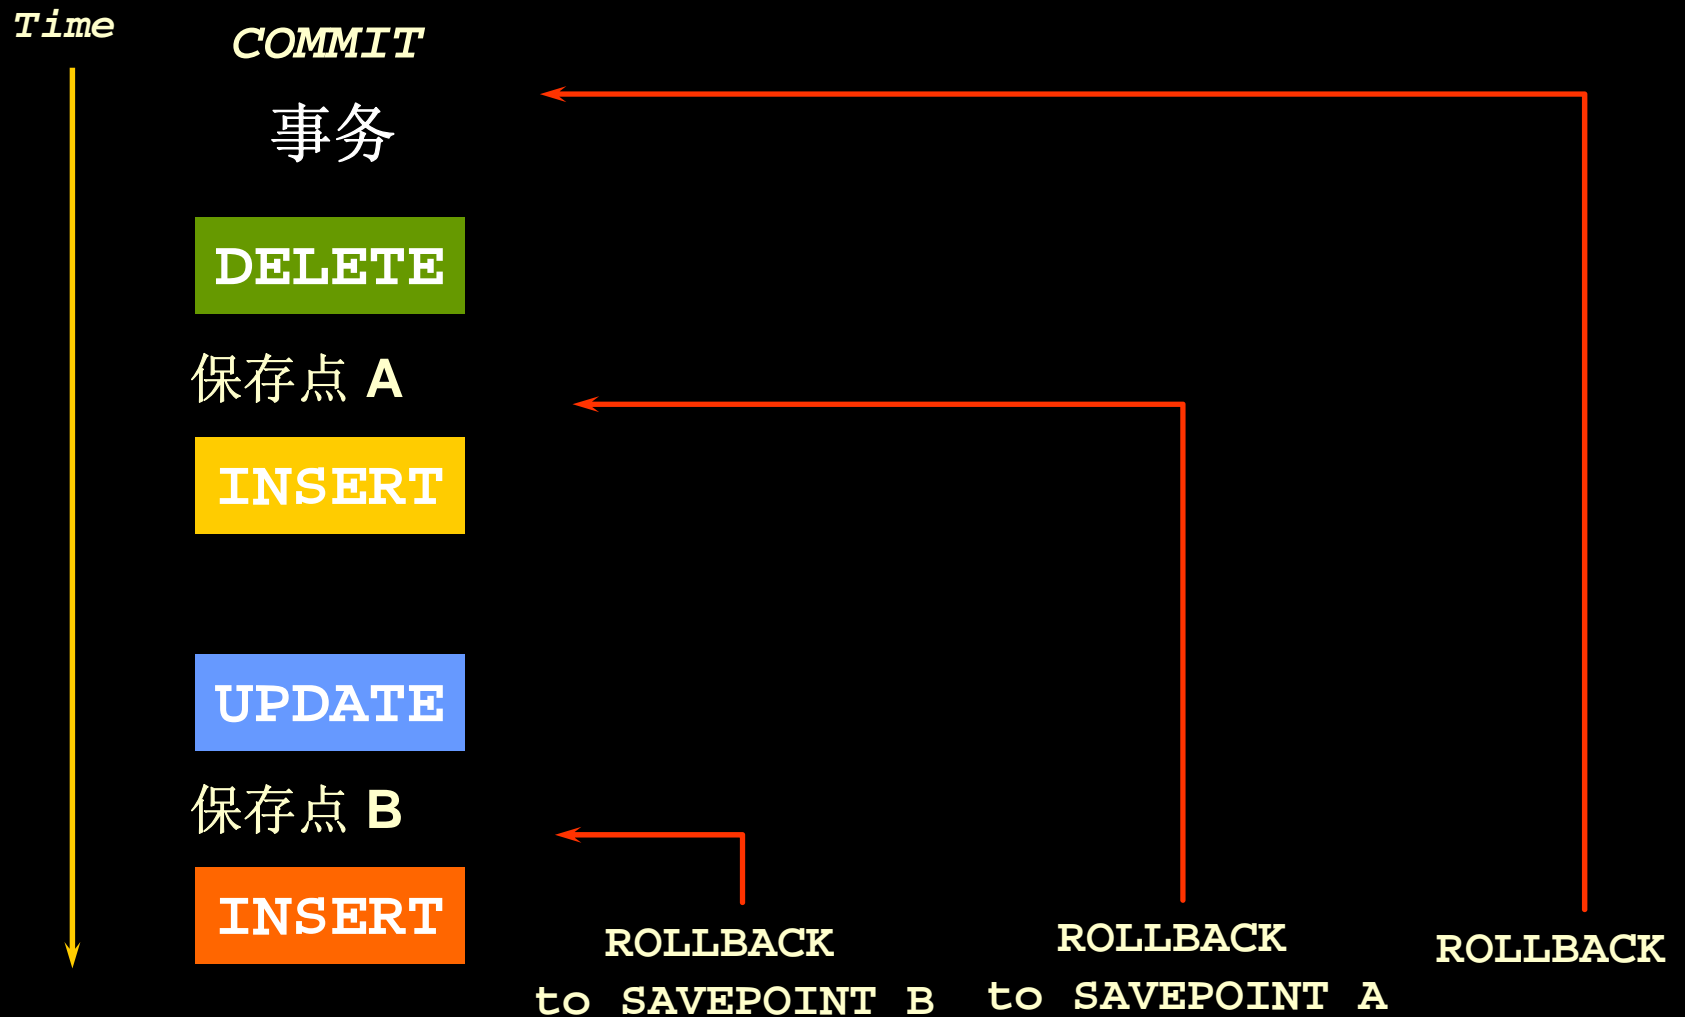 Time
COMMIT
事务
DELETE
保存点 A
INSERT
UPDATE
保存点 B
INSERT
ROLLBACK
to SAVEPOINT B
ROLLBACK
to SAVEPOINT A
ROLLBACK